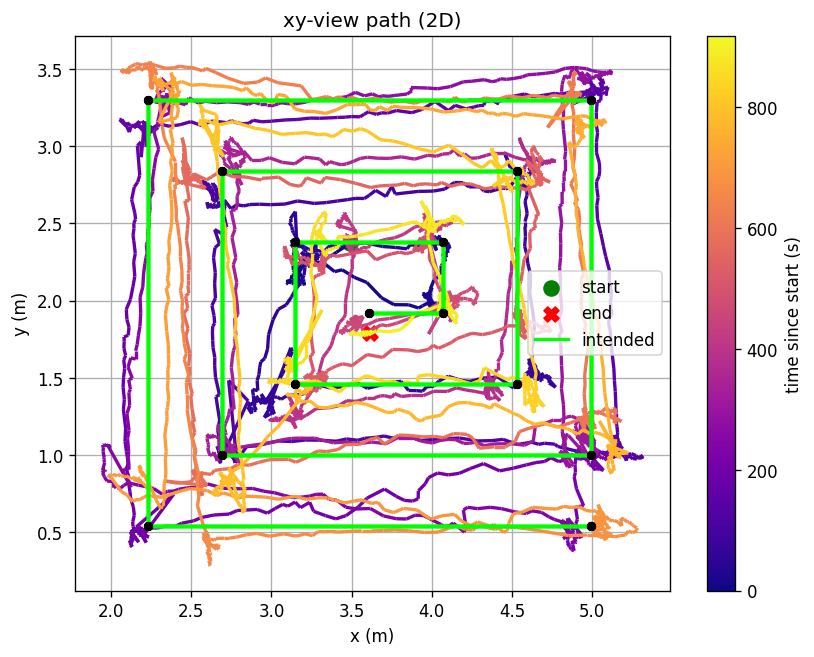 xy-view path (2D)
3.5
3.0
2.5
2.0
1.5
1.0
0.5
y (m)
2.0
2.5
3.0
3.5
4.0
4.5
5.0
x (m)
start
end
intended
800
600
400
200
0
time since start (s)